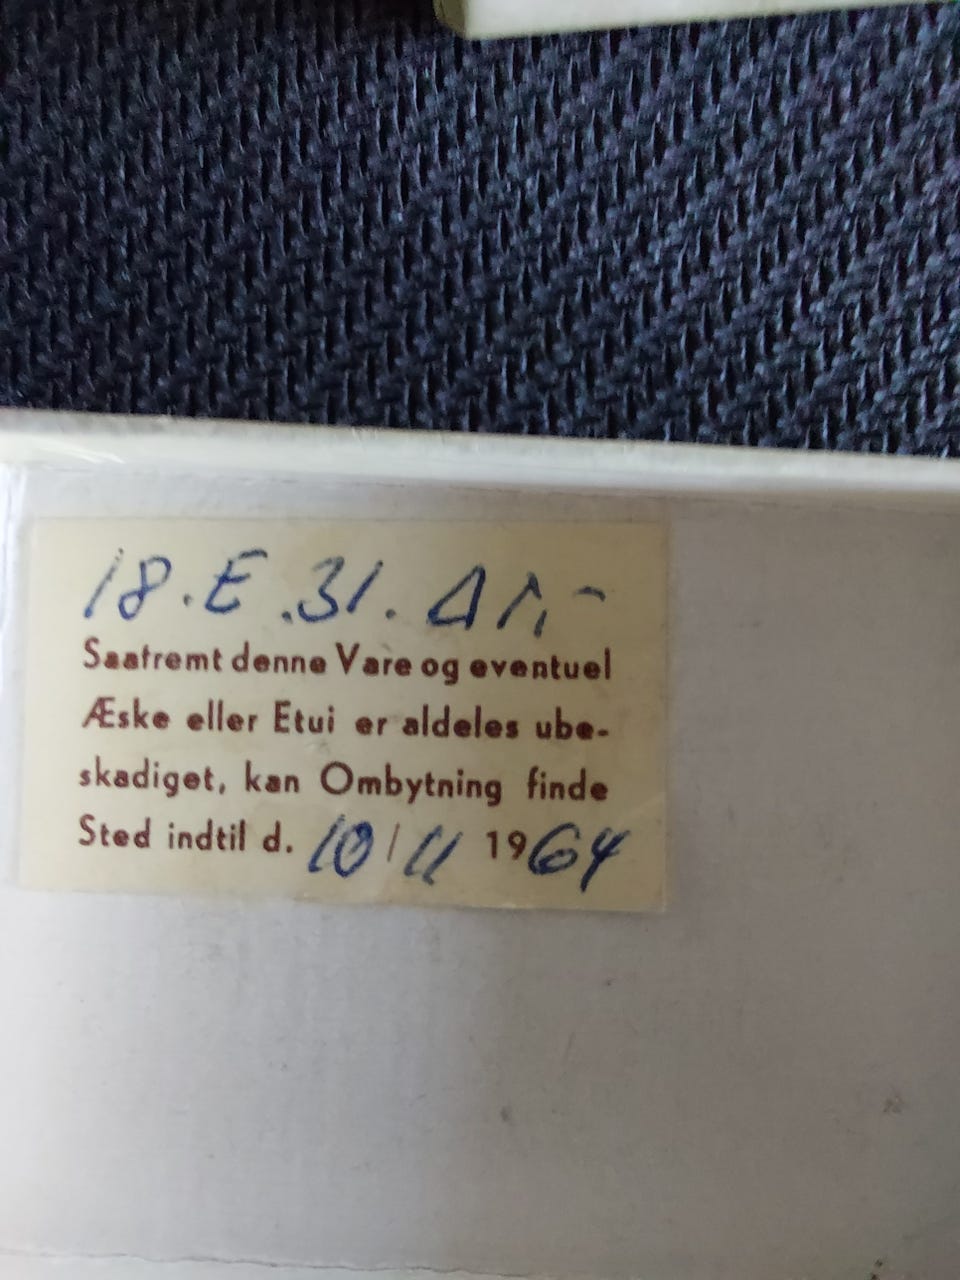 18.E.31.
Saafremt denne Vare og eventuel
Æske eller Etui er aldeles ube-
skadiget, kan Ombytning finde
Sted indtil d. 10/11 1964